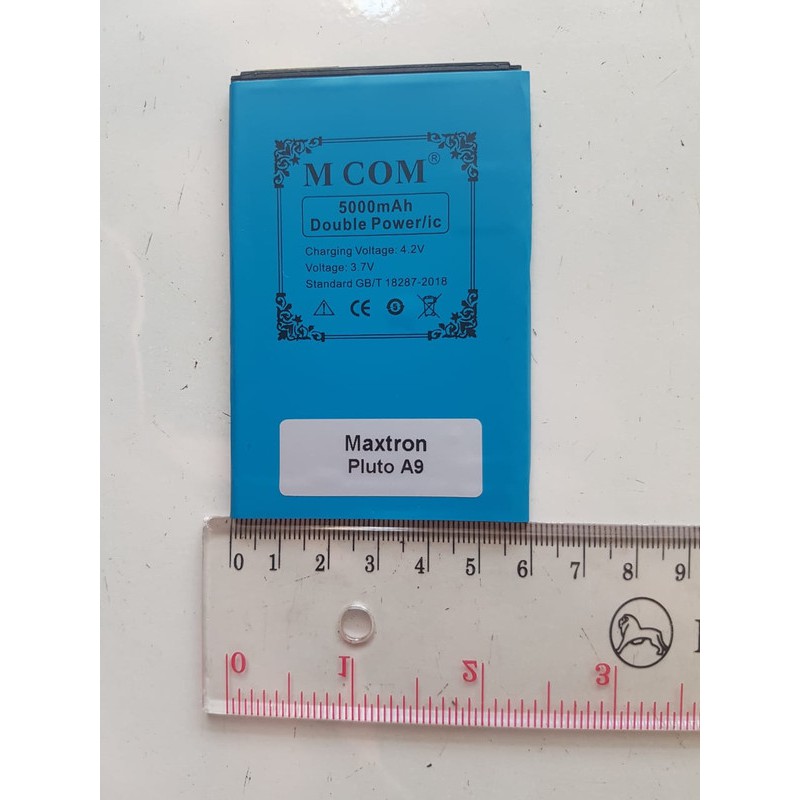 M COM®
5000mAh
Double Power/ic
Charging Voltage: 4.2V
Voltage: 3.7V
Standard GB/T 18287-2018
CE
Maxtron
Pluto A9
0 1 2 3 4 5 6 7 8 9
0 1 2 3